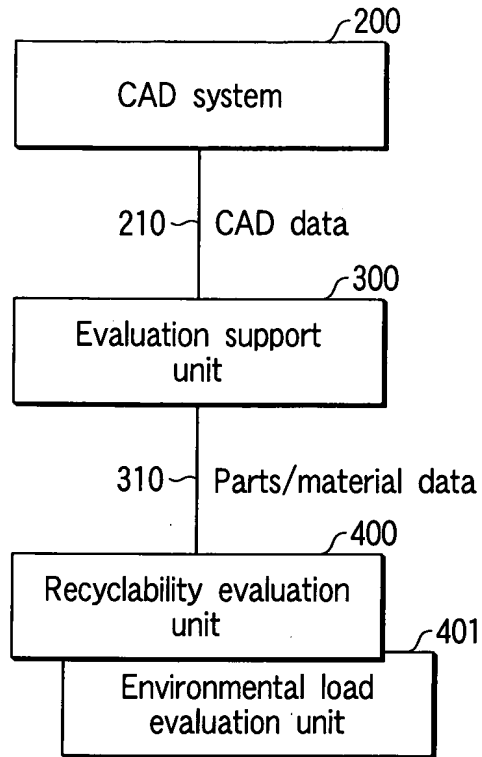 200
CAD system
210 CAD data
300
Evaluation support
unit
310 Parts/material data
400
Recyclability evaluation
unit
401
Environmental load
evaluation unit